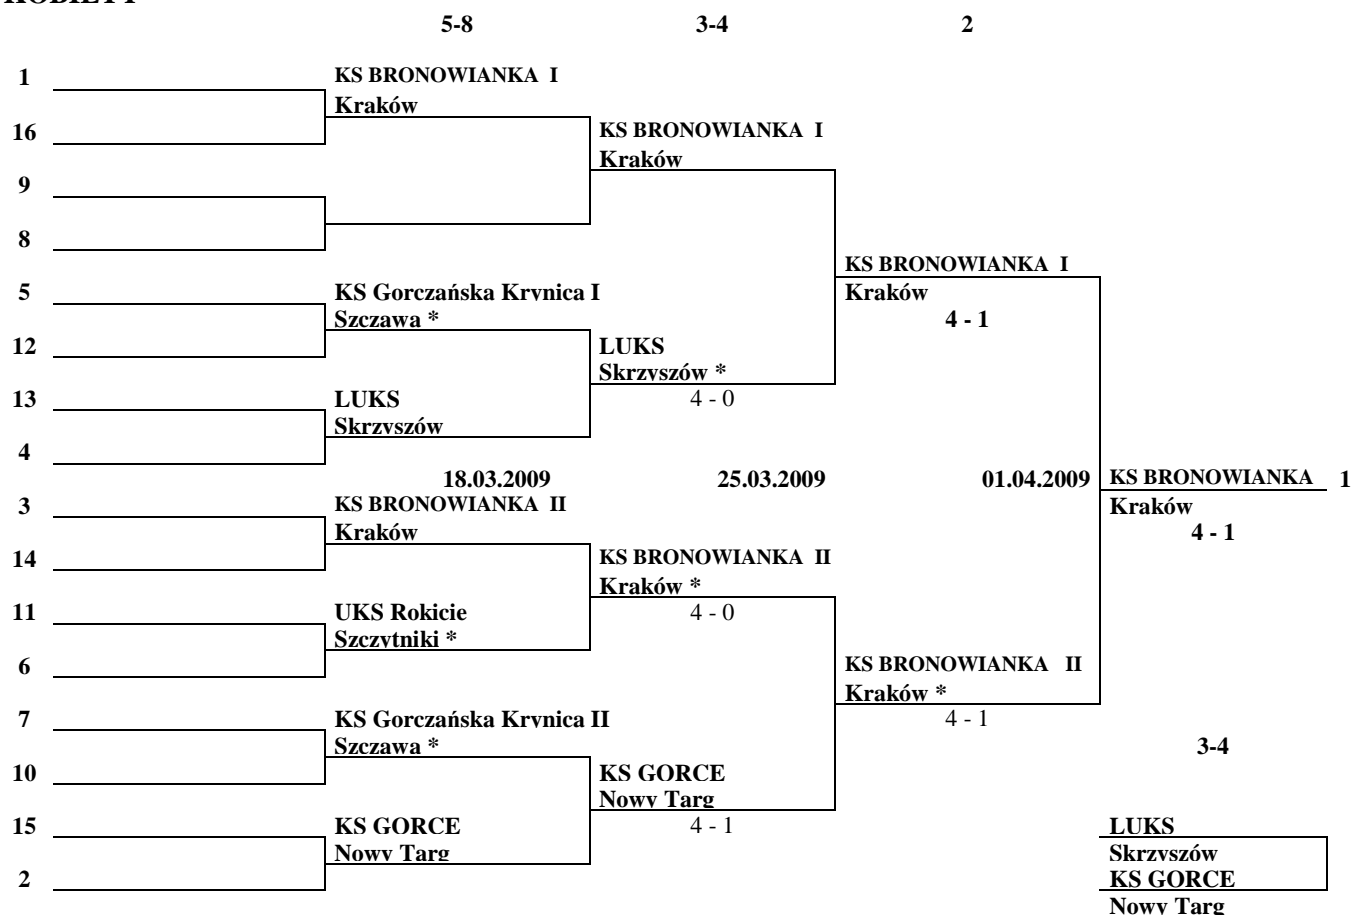 KOBIETY
5-8 3-4 2
1 KS BRONOWIANKA I
Kraków
16 KS BRONOWIANKA I
Kraków
9
8
KS BRONOWIANKA I
5 KS Gorczańska Krynica I Kraków
Szczawa * 4 - 1
12 LUKS
Skrzyszów *
13 LUKS 4 - 0
Skrzyszów
4
18.03.2009 25.03.2009 01.04.2009 KS BRONOWIANKA 1
3 KS BRONOWIANKA II Kraków
Kraków 4 - 1
14 KS BRONOWIANKA II
Kraków *
11 UKS Rokicie 4 - 0
Szczytniki *
6 KS BRONOWIANKA II
Kraków *
7 KS Gorczańska Krynica II 4 - 1
Szczawa * 3-4
10 KS GORCE
Nowy Targ
15 KS GORCE 4 - 1 LUKS
Nowy Targ Skrzyszów
2 KS GORCE
Nowy Targ